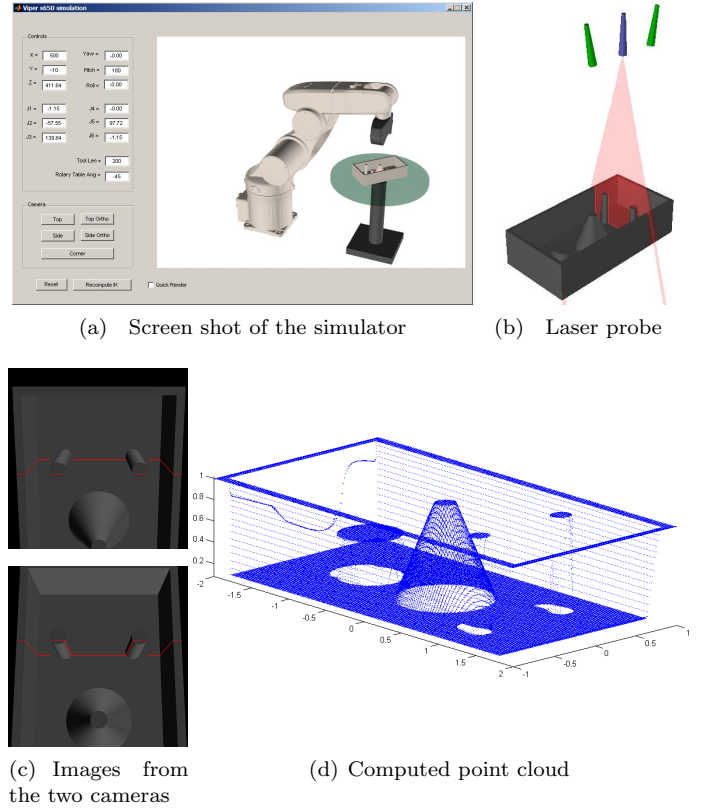 Viper s650 simulation
Controls
X = 500 Yaw = -0.00
Y = -10 Pitch = 180
Z = 411.64 Roll = -0.00
J1 = -1.15 J4 = -0.00
J2 = -57.55 J5 = 97.72
J3 = 139.84 J6 = -1.15
Tool Len = 200
Rotary Table Ang = -45
Camera
Top Top Ortho
Side Side Ortho
Corner
Reset Recompute IK Quick Render
(a) Screen shot of the simulator
(b) Laser probe
(c) Images from
the two cameras
1
0.8
0.6
0.4
0.2
-2
-1.5
-1
-0.5
0
0.5
1
1.5
2
-1
-0.5
0
0.5
1
(d) Computed point cloud